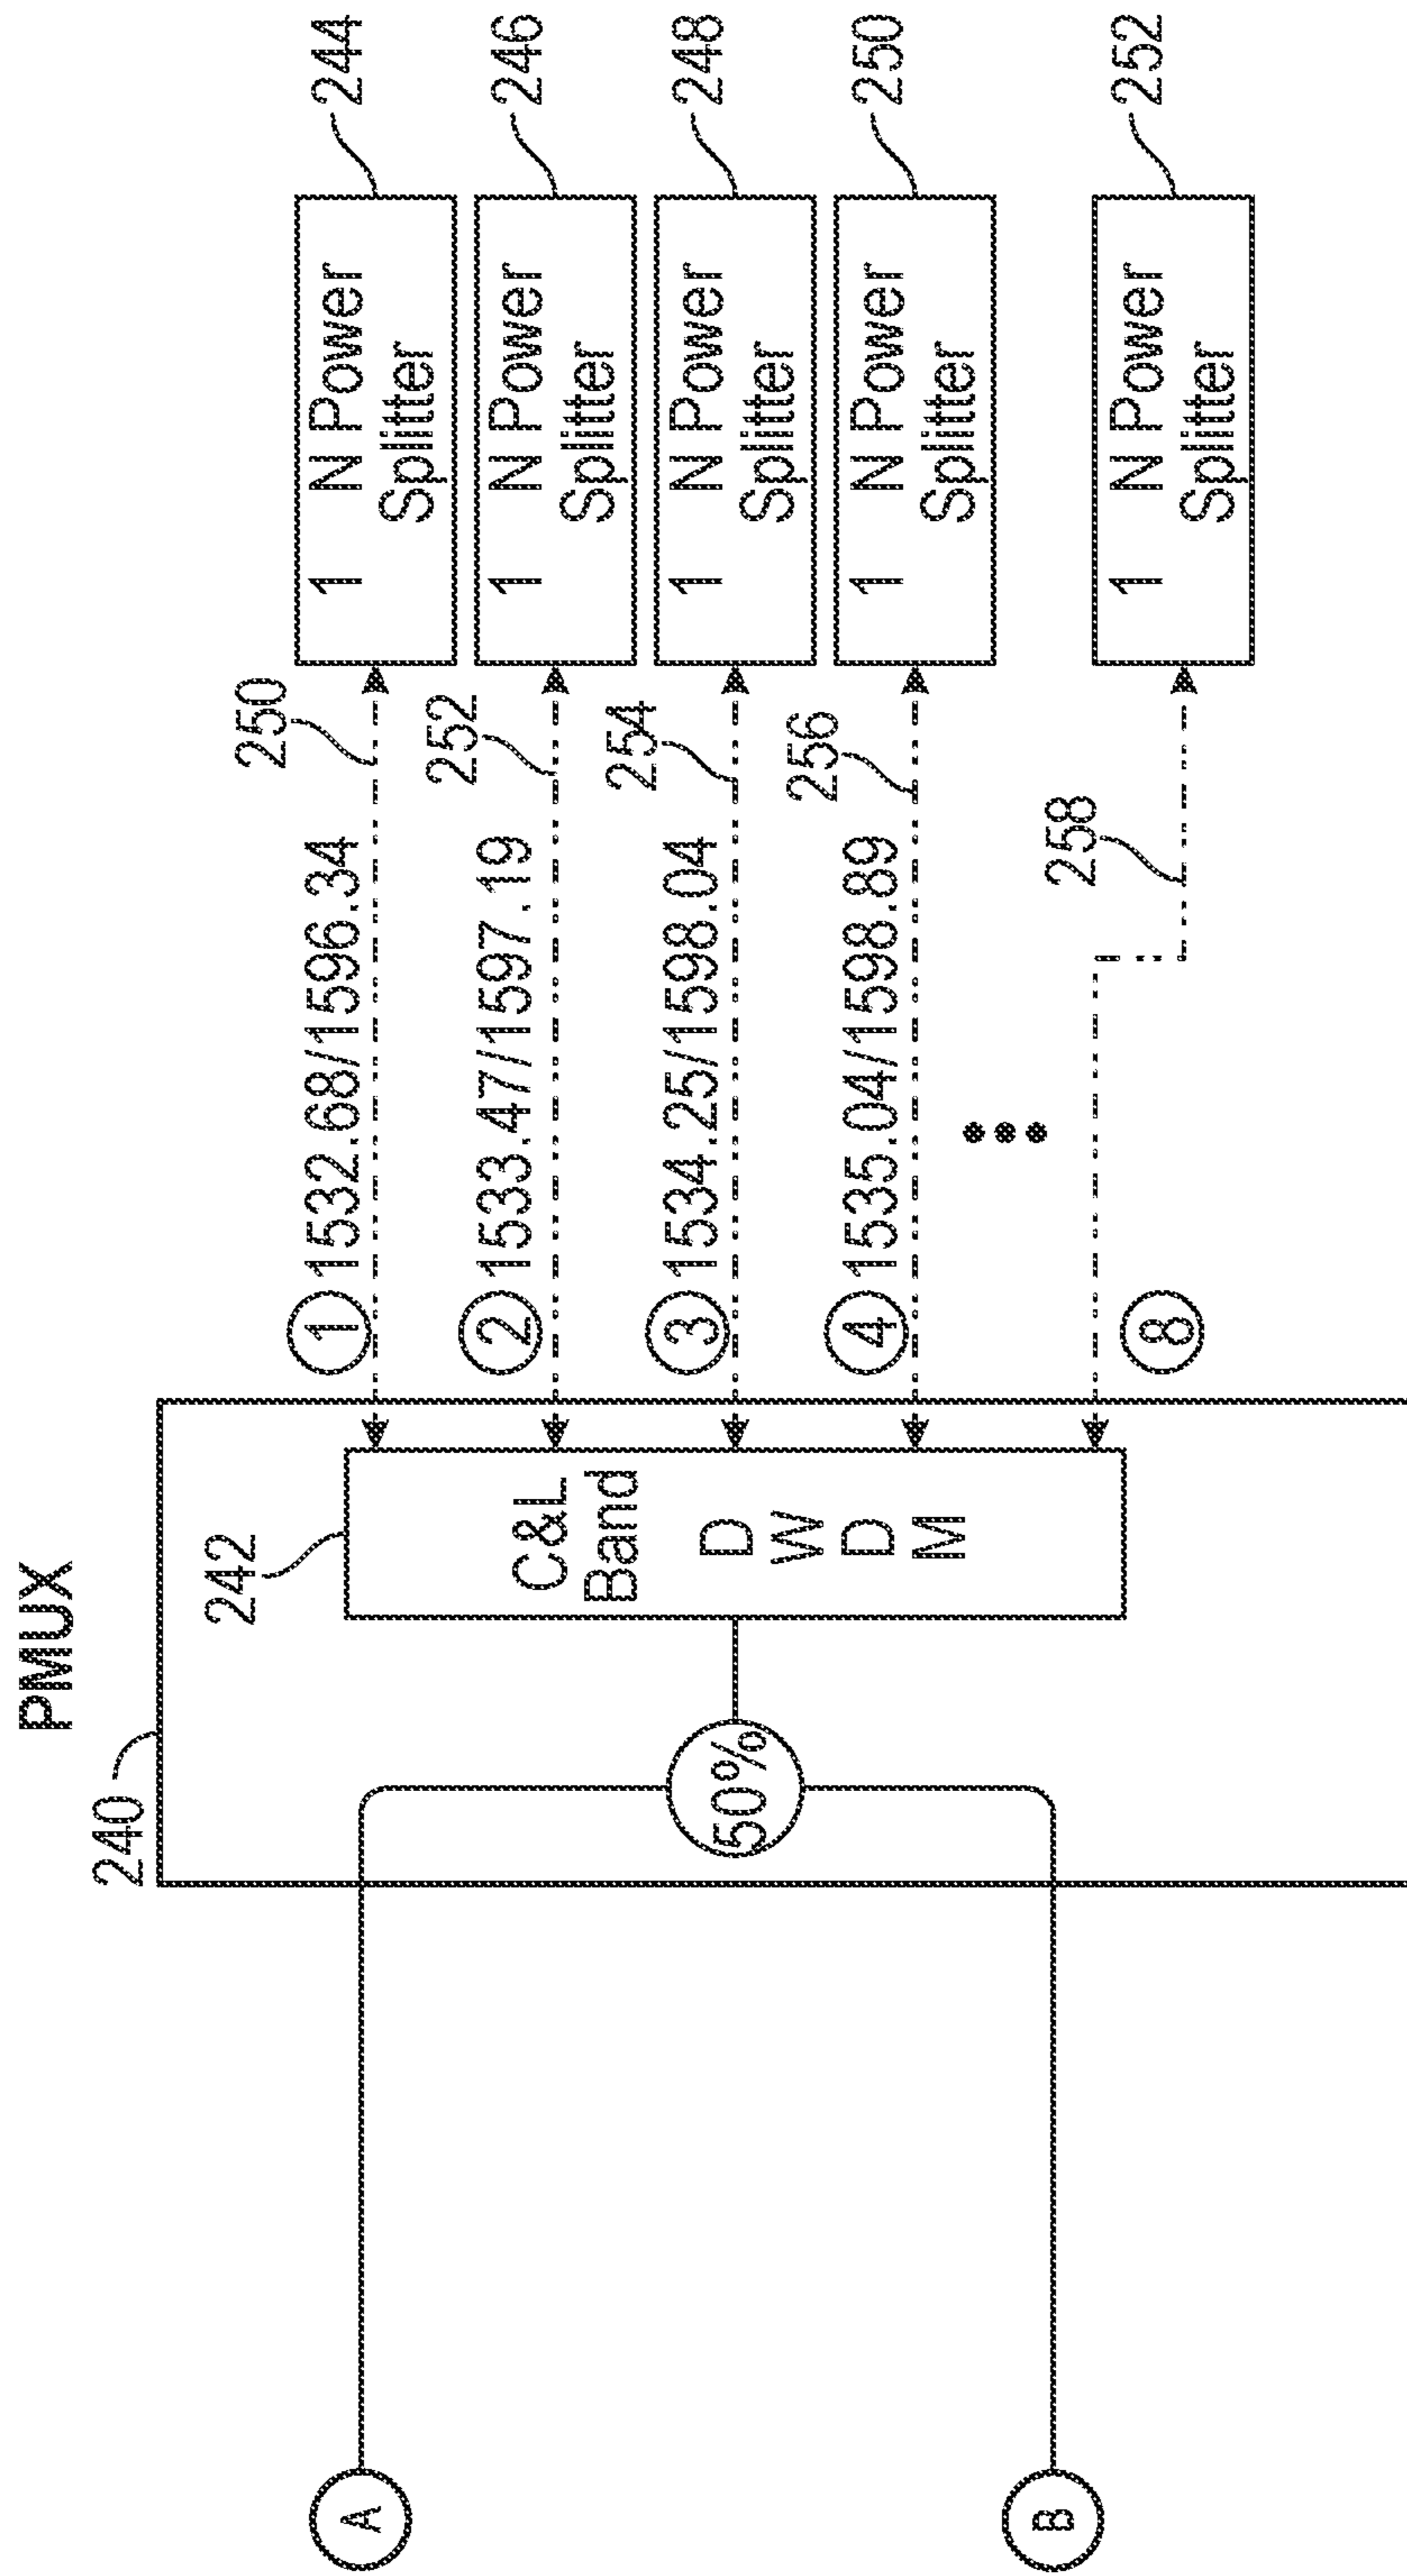 PMUX
240
242
C&L
Band
D
W
D
M
50%
A
B
1
1532.68/1596.34
250
1 N Power
Splitter
244
2
1533.47/1597.19
252
1 N Power
Splitter
246
3
1534.25/1598.04
254
1 N Power
Splitter
248
4
1535.04/1598.89
256
1 N Power
Splitter
250
8
258
1 N Power
Splitter
252